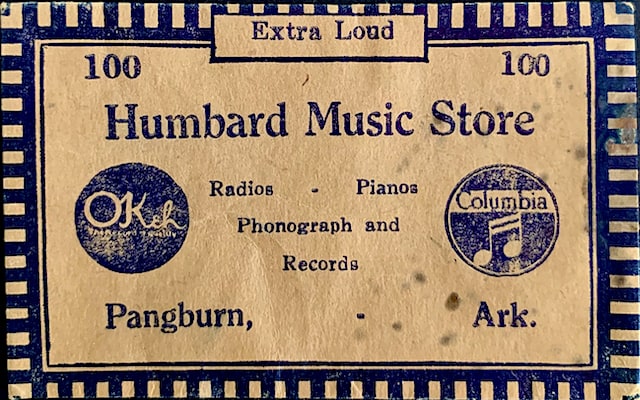 Extra Loud
100 100
Humbard Music Store
OKeh
Radios - Pianos
Columbia
Phonograph and
Records
Pangburn, - Ark.